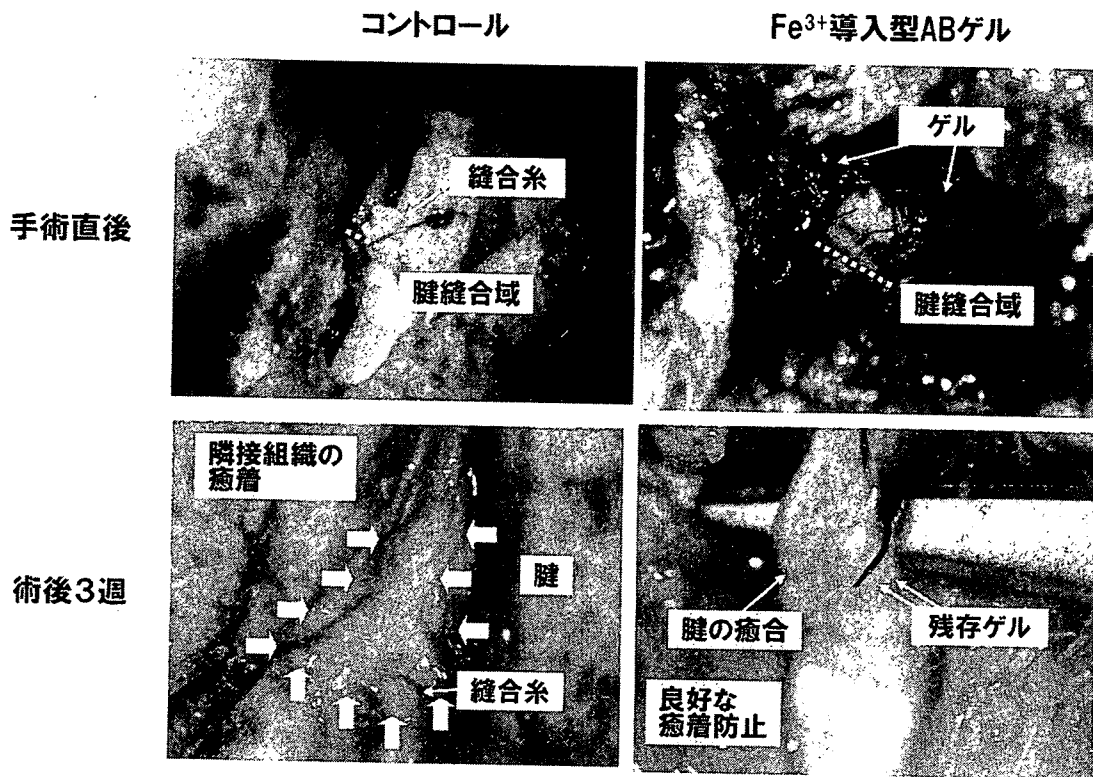 コントロール
Fe³⁺導入型ABゲル
手術直後
縫合糸
腱縫合域
ゲル
腱縫合域
術後3週
隣接組織の
癒着
腱
縫合糸
腱の癒合
残存ゲル
良好な
癒着防止